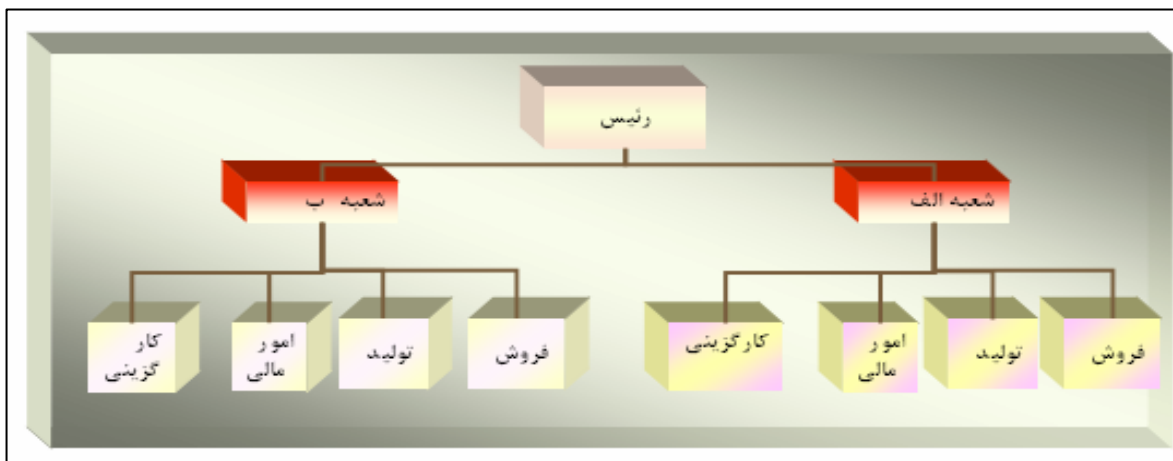 رئیس
شعبه الف
شعبه ب
فروش
تولید
امور
مالی
کارگزینی
فروش
تولید
امور
مالی
کار
گزینی